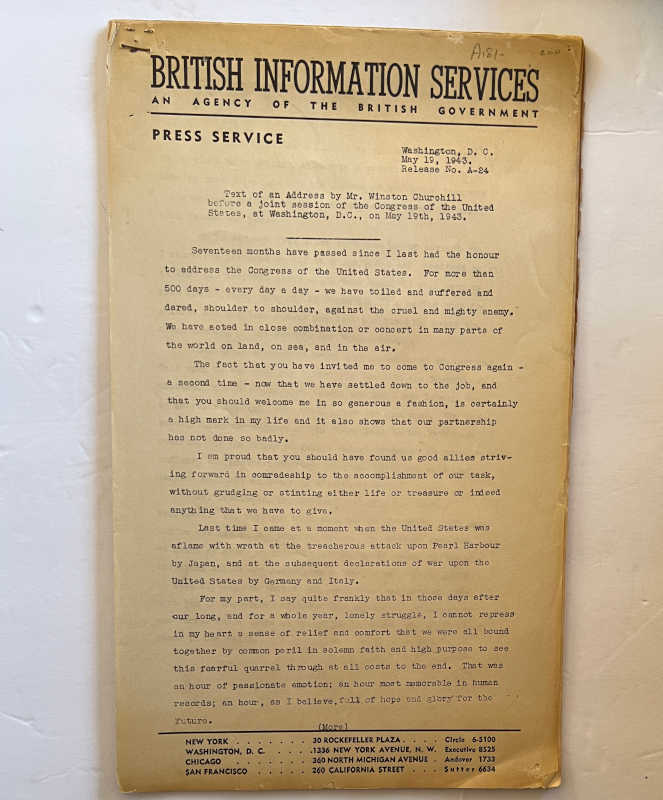 A181-
200
BRITISH INFORMATION SERVICES
AN AGENCY OF THE BRITISH GOVERNMENT
PRESS SERVICE
Washington, D. C.
May 19, 1943.
Release No. A-24
Text of an Address by Mr. Winston Churchill
before a joint session of the Congress of the United
States, at Washington, D.C., on May 19th, 1943.
Seventeen months have passed since I last had the honour
to address the Congress of the United States. For more than
500 days - every day a day - we have toiled and suffered and
dared, shoulder to shoulder, against the cruel and mighty enemy.
We have acted in close combination or concert in many parts of
the world on land, on sea, and in the air.
The fact that you have invited me to come to Congress again -
a second time - now that we have settled down to the job, and
that you should welcome me in so generous a fashion, is certainly
a high mark in my life and it also shows that our partnership
has not done so badly.
I am proud that you should have found us good allies striv-
ing forward in comradeship to the accomplishment of our task,
without grudging or stinting either life or treasure or indeed
anything that we have to give.
Last time I came at a moment when the United States was
aflame with wrath at the treacherous attack upon Pearl Harbour
by Japan, and at the subsequent declarations of war upon the
United States by Germany and Italy.
For my part, I say quite frankly that in those days after
our long, and for a whole year, lonely struggle, I cannot repress
in my heart a sense of relief and comfort that we were all bound
together by common peril in solemn faith and high purpose to see
this fearful quarrel through at all costs to the end. That was
an hour of passionate emotion; an hour most memorable in human
records; an hour, as I believe, full of hope and glory for the
future.
(More)
NEW YORK . . . . . . . 30 ROCKEFELLER PLAZA . . . . Circle 6-5100
WASHINGTON, D. C. . . . . 1336 NEW YORK AVENUE, N. W. Executive 8525
CHICAGO . . . . . . . 360 NORTH MICHIGAN AVENUE . Andover 1733
SAN FRANCISCO . . . . . 260 CALIFORNIA STREET . . . Sutter 6634